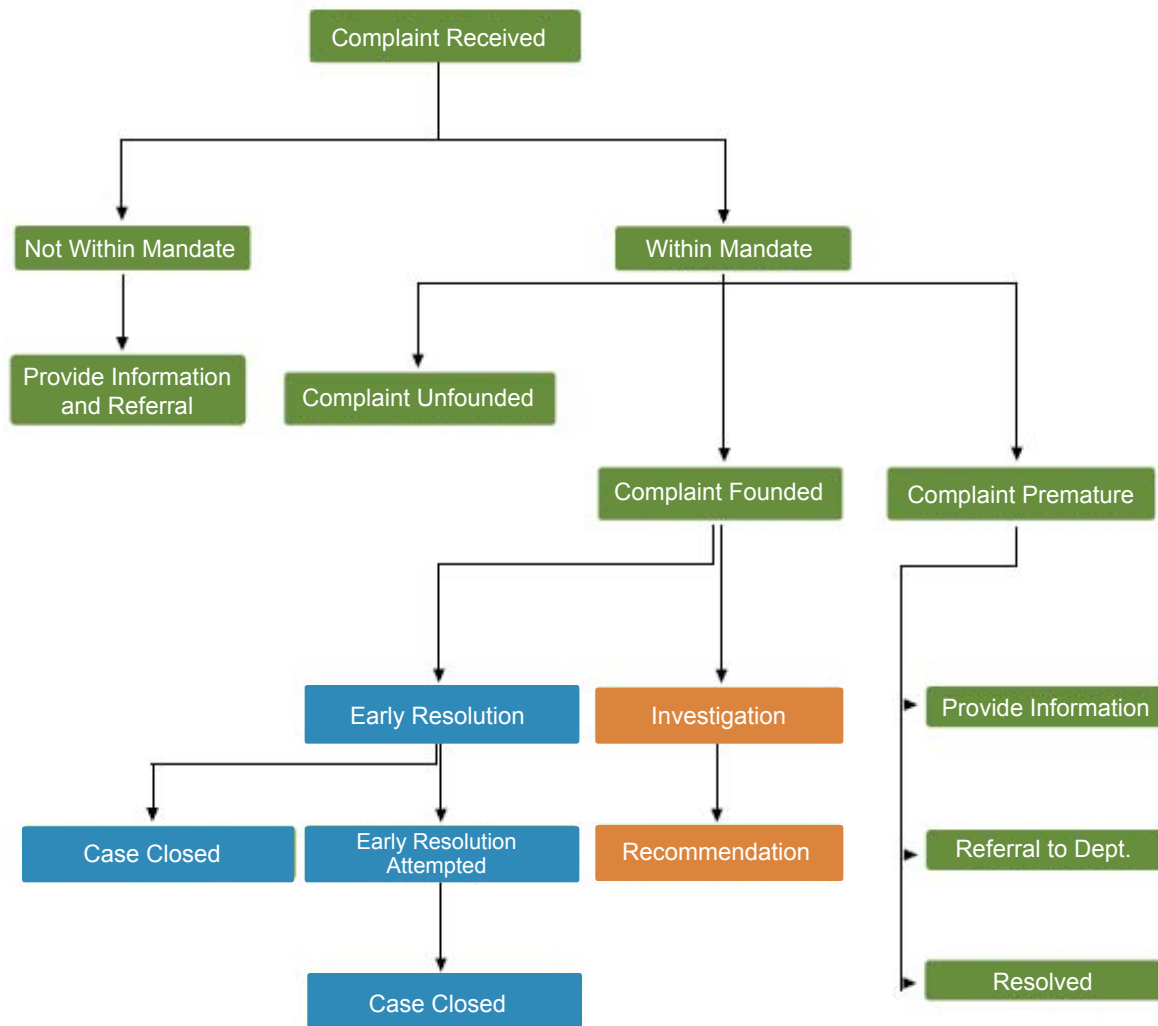 Complaint Received
Not Within Mandate
Within Mandate
Provide Information
and Referral
Complaint Unfounded
Complaint Founded
Complaint Premature
Early Resolution
Investigation
Provide Information
Case Closed
Early Resolution
Attempted
Recommendation
Referral to Dept.
Case Closed
Resolved